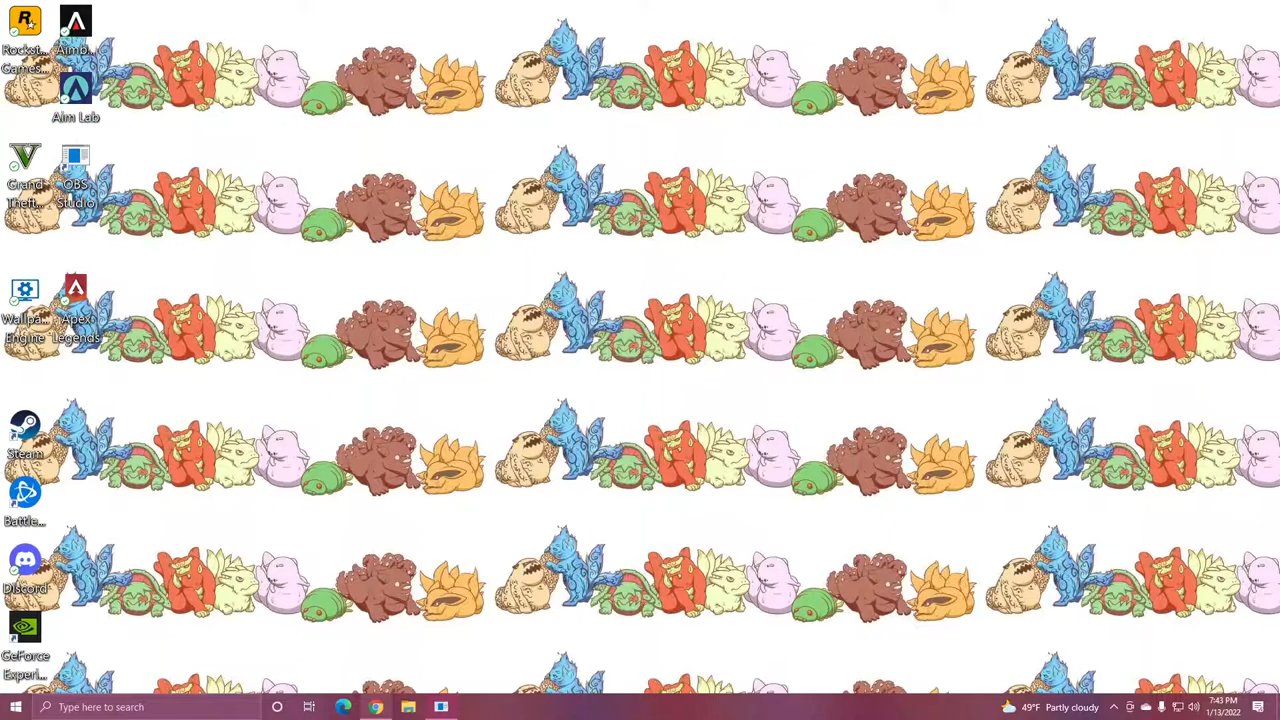 Rockst...
Games...
Aimb...
Aim Lab
Grand
Theft...
OBS
Studio
Wallpa...
Engine
Apex
Legends
Steam
Battle...
Discord
GeForce
Experi...
Type here to search
49°F Partly cloudy
7:43 PM
1/13/2022